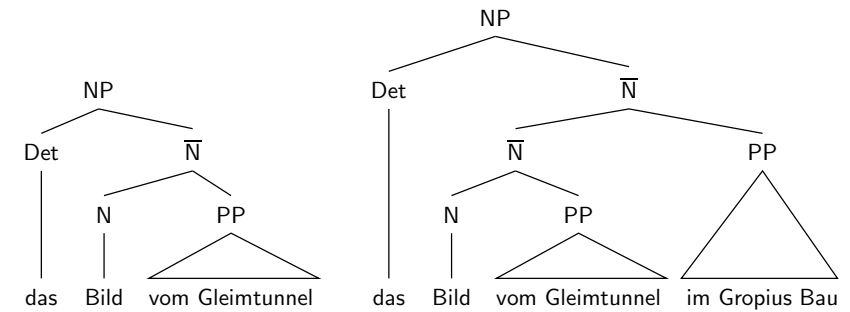 NP
NP
Det
N̅
Det
N̅
N
PP
N̅
PP
N
PP
das Bild vom Gleimtunnel
das Bild vom Gleimtunnel im Gropius Bau